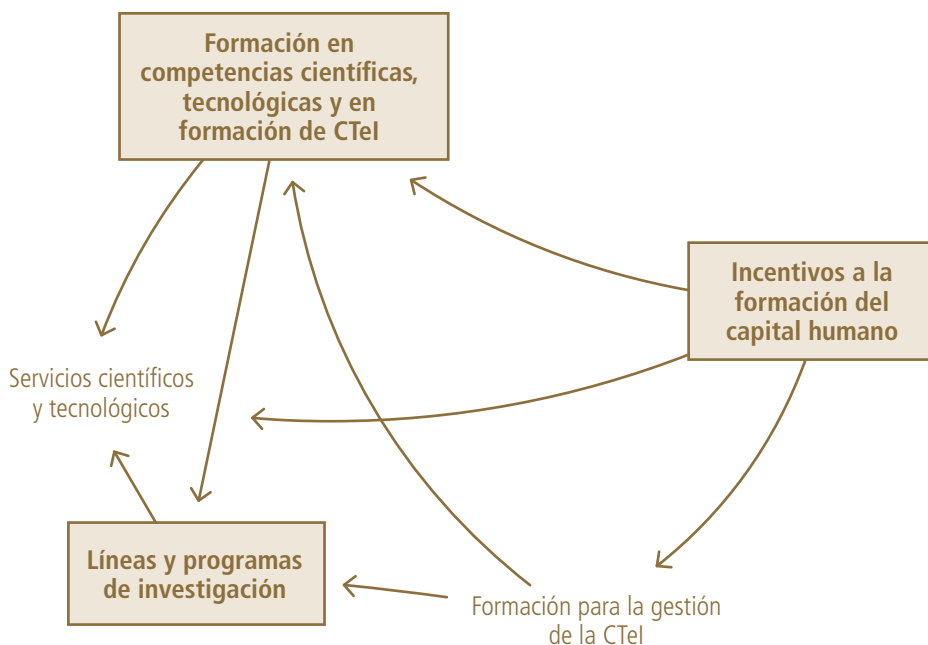 Formación en
competencias científicas,
tecnológicas y en
formación de CTeI
Incentivos a la
formación del
capital humano
Servicios científicos
y tecnológicos
Líneas y programas
de investigación
Formación para la gestión
de la CTeI